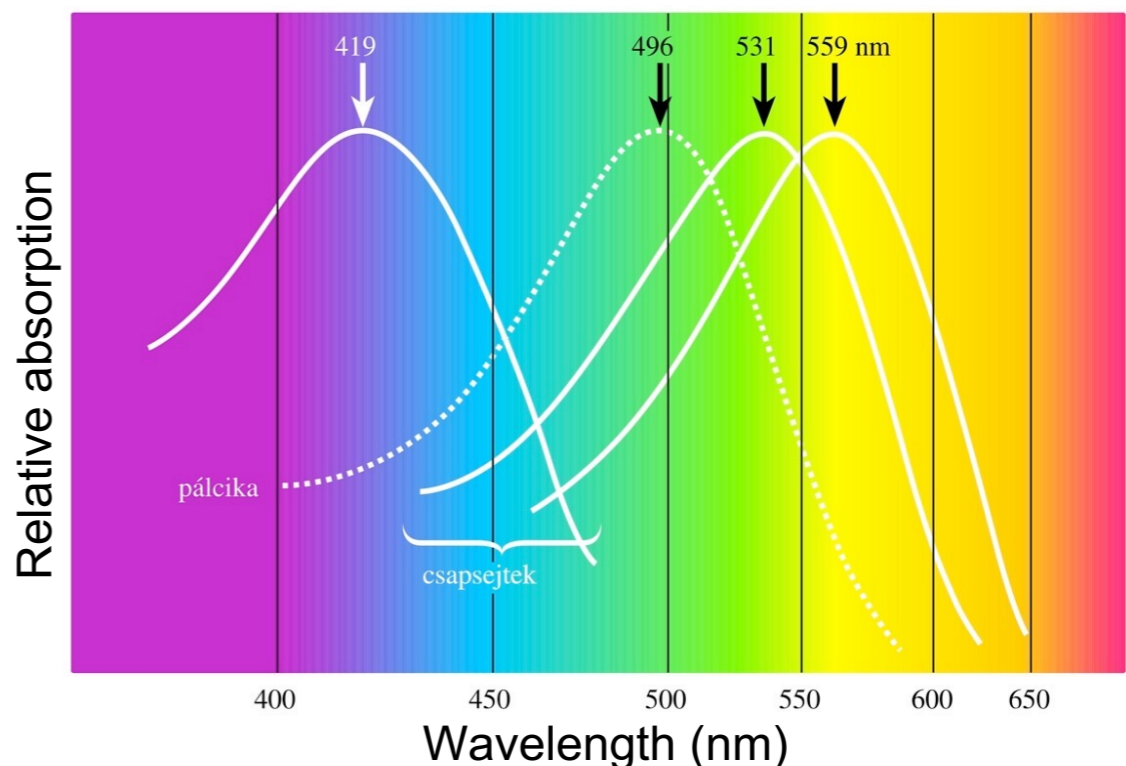 419
496
531
559 nm
Relative absorption
pálcika
csapsejtek
400
450
500
550
600
650
Wavelength (nm)